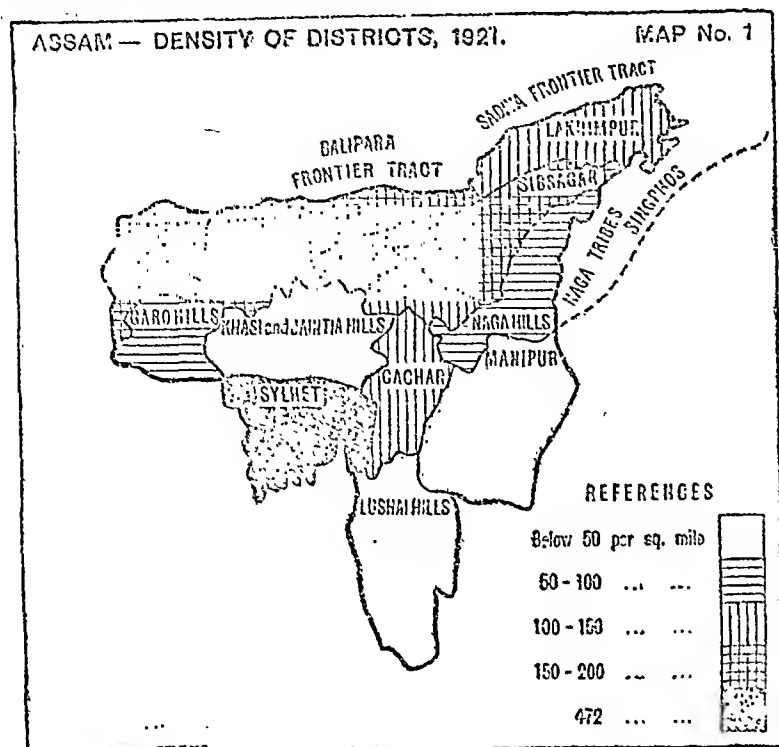 ASSAM — DENSITY OF DISTRICTS, 1921.
MAP No. 1
SADIYA FRONTIER TRACT
LAKHIMPUR
DALIPARA
FRONTIER TRACT
SIBSAGAR
NAGA TRIBES
SINGPHOS
GARO HILLS
KHASI and JAINTIA HILLS
NAGA HILLS
MANIPUR
CACHAR
SYLHET
LUSHAI HILLS
REFERENCES
Below 50 per sq. mile
50 - 100 ... ...
100 - 150 ... ...
150 - 200 ... ...
472 ... ...
...